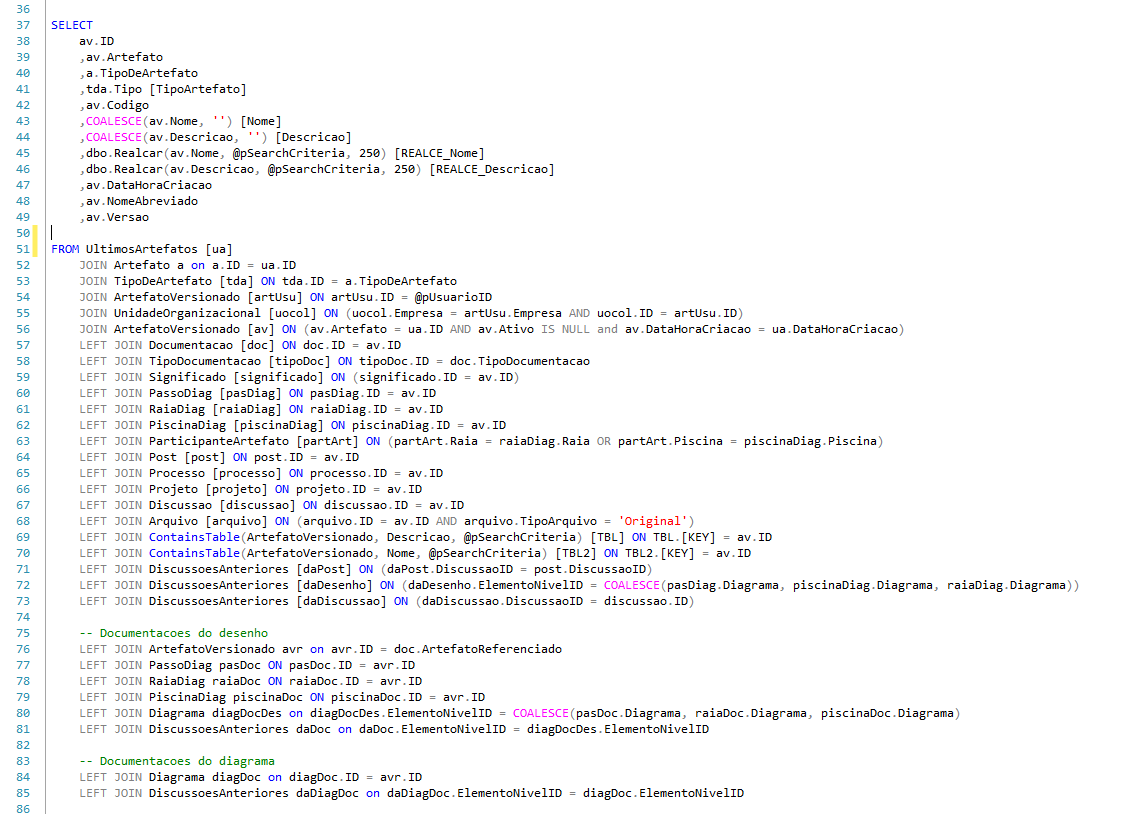 36
37 SELECT
38 av.ID
39 ,av.Artefato
40 ,a.TipoDeArtefato
41 ,tda.Tipo [TipoArtefato]
42 ,av.Codigo
43 ,COALESCE(av.Nome, '') [Nome]
44 ,COALESCE(av.Descricao, '') [Descricao]
45 ,dbo.Realcar(av.Nome, @pSearchCriteria, 250) [REALCE_Nome]
46 ,dbo.Realcar(av.Descricao, @pSearchCriteria, 250) [REALCE_Descricao]
47 ,av.DataHoraCriacao
48 ,av.NomeAbreviado
49 ,av.Versao
50
51 FROM UltimosArtefatos [ua]
52 JOIN Artefato a on a.ID = ua.ID
53 JOIN TipoDeArtefato [tda] ON tda.ID = a.TipoDeArtefato
54 JOIN ArtefatoVersionado [artUsu] ON artUsu.ID = @pUsuarioID
55 JOIN UnidadeOrganizacional [uocol] ON (uocol.Empresa = artUsu.Empresa AND uocol.ID = artUsu.ID)
56 JOIN ArtefatoVersionado [av] ON (av.Artefato = ua.ID AND av.Ativo IS NULL and av.DataHoraCriacao = ua.DataHoraCriacao)
57 LEFT JOIN Documentacao [doc] ON doc.ID = av.ID
58 LEFT JOIN TipoDocumentacao [tipoDoc] ON tipoDoc.ID = doc.TipoDocumentacao
59 LEFT JOIN Significado [significado] ON (significado.ID = av.ID)
60 LEFT JOIN PassoDiag [pasDiag] ON pasDiag.ID = av.ID
61 LEFT JOIN RaiaDiag [raiaDiag] ON raiaDiag.ID = av.ID
62 LEFT JOIN PiscinaDiag [piscinaDiag] ON piscinaDiag.ID = av.ID
63 LEFT JOIN ParticipanteArtefato [partArt] ON (partArt.Raia = raiaDiag.Raia OR partArt.Piscina = piscinaDiag.Piscina)
64 LEFT JOIN Post [post] ON post.ID = av.ID
65 LEFT JOIN Processo [processo] ON processo.ID = av.ID
66 LEFT JOIN Projeto [projeto] ON projeto.ID = av.ID
67 LEFT JOIN Discussao [discussao] ON discussao.ID = av.ID
68 LEFT JOIN Arquivo [arquivo] ON (arquivo.ID = av.ID AND arquivo.TipoArquivo = 'Original')
69 LEFT JOIN ContainsTable(ArtefatoVersionado, Descricao, @pSearchCriteria) [TBL] ON TBL.[KEY] = av.ID
70 LEFT JOIN ContainsTable(ArtefatoVersionado, Nome, @pSearchCriteria) [TBL2] ON TBL2.[KEY] = av.ID
71 LEFT JOIN DiscussoesAnteriores [daPost] ON (daPost.DiscussaoID = post.DiscussaoID)
72 LEFT JOIN DiscussoesAnteriores [daDesenho] ON (daDesenho.ElementoNivelID = COALESCE(pasDiag.Diagrama, piscinaDiag.Diagrama, raiaDiag.Diagrama))
73 LEFT JOIN DiscussoesAnteriores [daDiscussao] ON (daDiscussao.DiscussaoID = discussao.ID)
74
75 -- Documentacoes do desenho
76 LEFT JOIN ArtefatoVersionado avr on avr.ID = doc.ArtefatoReferenciado
77 LEFT JOIN PassoDiag pasDoc ON pasDoc.ID = avr.ID
78 LEFT JOIN RaiaDiag raiaDoc ON raiaDoc.ID = avr.ID
79 LEFT JOIN PiscinaDiag piscinaDoc ON piscinaDoc.ID = avr.ID
80 LEFT JOIN Diagrama diagDocDes on diagDocDes.ElementoNivelID = COALESCE(pasDoc.Diagrama, raiaDoc.Diagrama, piscinaDoc.Diagrama)
81 LEFT JOIN DiscussoesAnteriores daDoc on daDoc.ElementoNivelID = diagDocDes.ElementoNivelID
82
83 -- Documentacoes do diagrama
84 LEFT JOIN Diagrama diagDoc on diagDoc.ID = avr.ID
85 LEFT JOIN DiscussoesAnteriores daDiagDoc on daDiagDoc.ElementoNivelID = diagDoc.ElementoNivelID
86